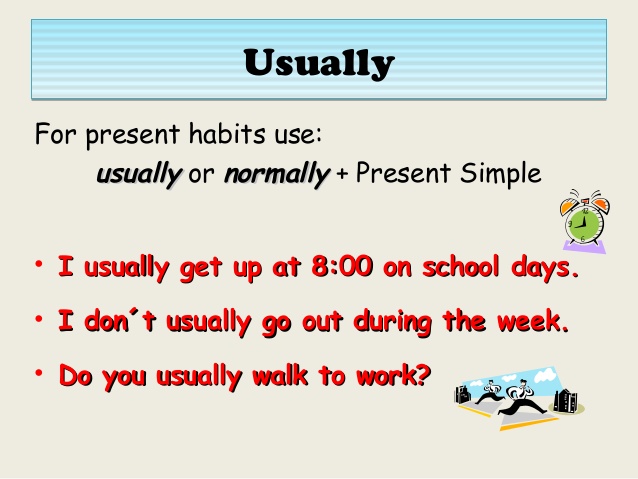 Usually
For present habits use:
usually or normally + Present Simple
• I usually get up at 8:00 on school days.
• I don´t usually go out during the week.
• Do you usually walk to work?